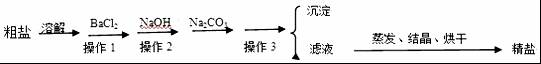 粗盐 溶解 BaCl₂ 操作 1 NaOH 操作 2 Na₂CO₃ 操作 3
沉淀
滤液 蒸发、结晶、烘干 精盐